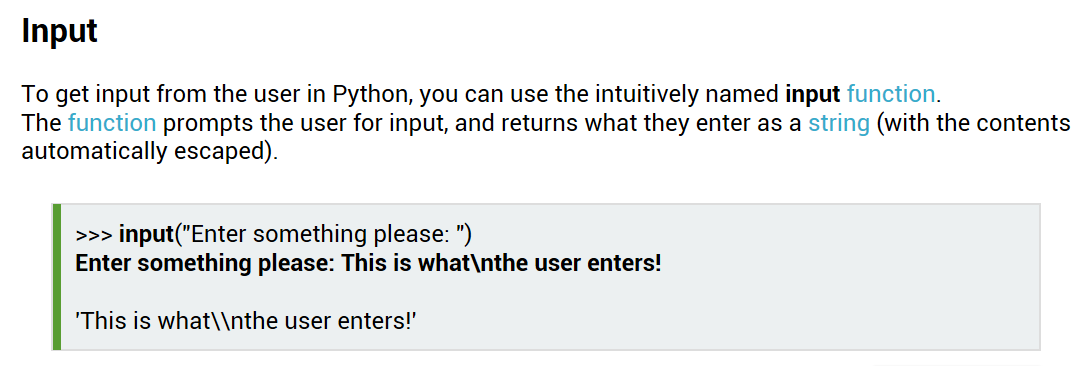 Input
To get input from the user in Python, you can use the intuitively named input function.
The function prompts the user for input, and returns what they enter as a string (with the contents
automatically escaped).
>>> input("Enter something please: ")
Enter something please: This is what\nthe user enters!
'This is what\\nthe user enters!'